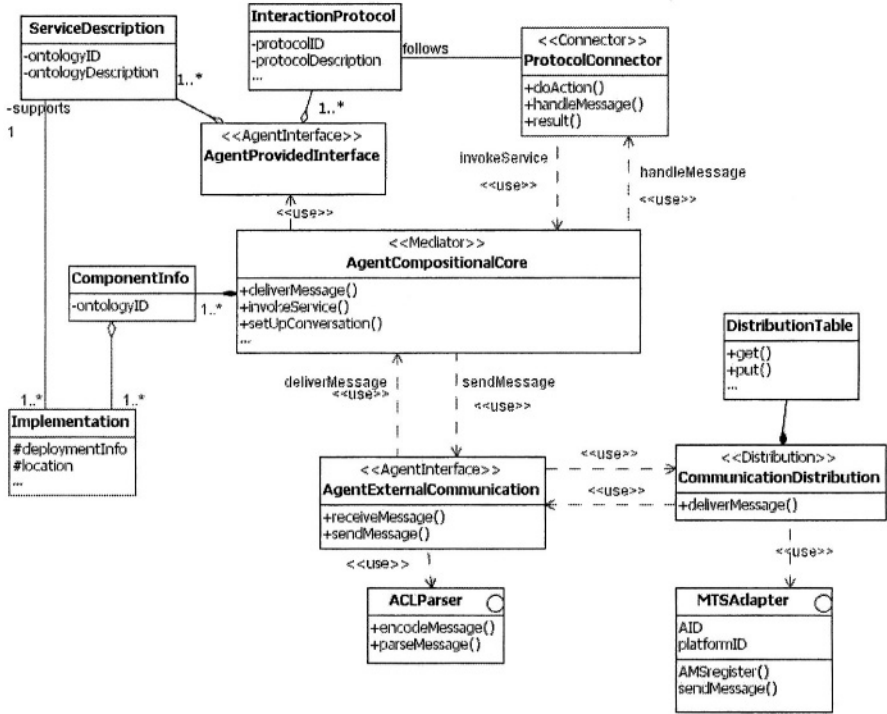 ServiceDescription
-ontologyID
-ontologyDescription
InteractionProtocol
-protocolID
-protocolDescription
...
follows
<<Connector>>
ProtocolConnector
+doAction()
+handleMessage()
+result()
1..*
1..*
-supports
1
<<AgentInterface>>
AgentProvidedInterface
invokeService
<<use>>
handleMessage
<<use>>
<<use>>
<<Mediator>>
AgentCompositionalCore
+deliverMessage()
+invokeService()
+setUpConversation()
...
ComponentInfo
-ontologyID
1..*
DistributionTable
+get()
+put()
...
deliverMessage
<<use>>
sendMessage
<<use>>
1..*
1..*
Implementation
#deploymentInfo
#location
...
<<AgentInterface>>
AgentExternalCommunication
+receiveMessage()
+sendMessage()
<<use>>
<<use>>
<<Distribution>>
CommunicationDistribution
+deliverMessage()
<<use>>
<<use>>
ACLParser
+encodeMessage()
+parseMessage()
MTSAdapter
AID
platformID
AMSregister()
sendMessage()